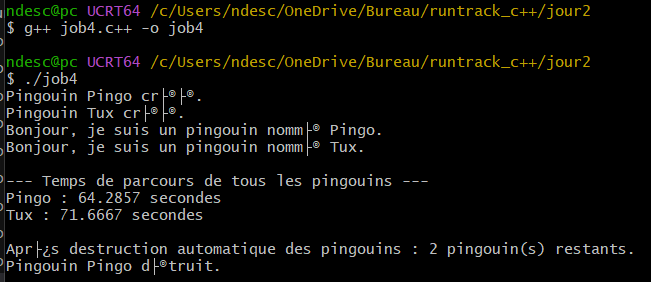 ndesc@pc UCRT64 /c/Users/ndesc/OneDrive/Bureau/runtrack_c++/jour2
$ g++ job4.c++ -o job4
ndesc@pc UCRT64 /c/Users/ndesc/OneDrive/Bureau/runtrack_c++/jour2
$ ./job4
Pingouin Pingo cr├®├®.
Pingouin Tux cr├®├®.
Bonjour, je suis un pingouin nomm├® Pingo.
Bonjour, je suis un pingouin nomm├® Tux.
--- Temps de parcours de tous les pingouins ---
Pingo : 64.2857 secondes
Tux : 71.6667 secondes
Apr├¿s destruction automatique des pingouins : 2 pingouin(s) restants.
Pingouin Pingo d├®truit.